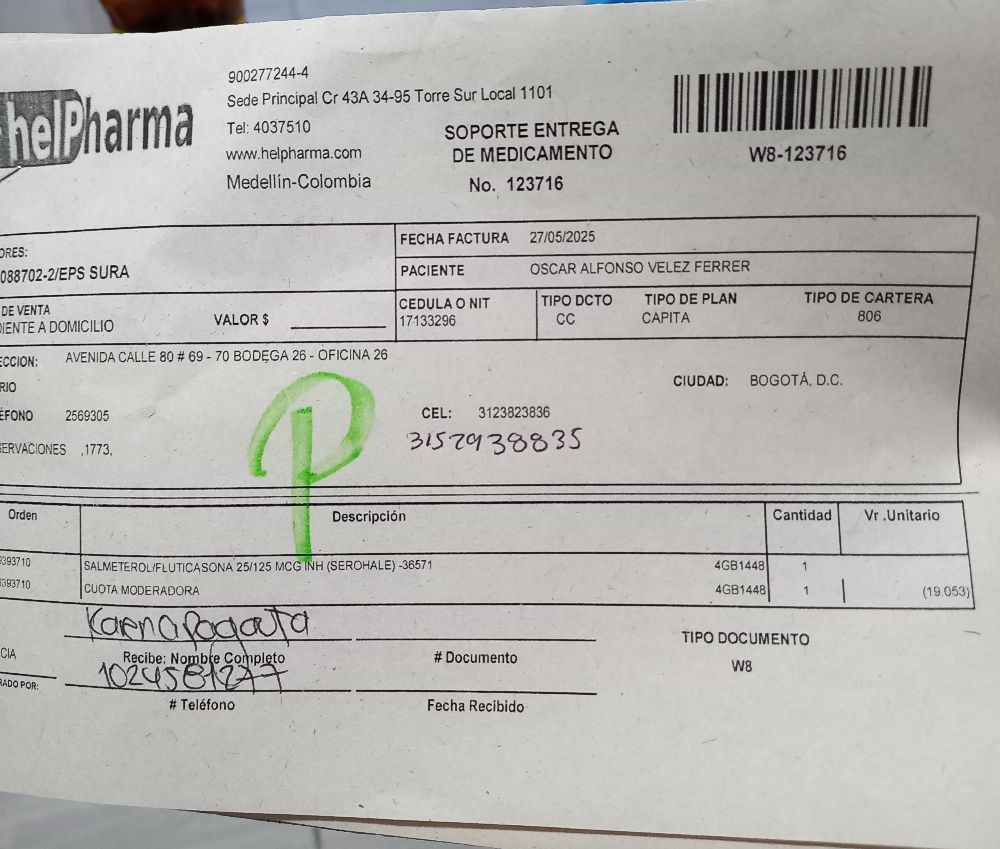 helPharma
900277244-4
Sede Principal Cr 43A 34-95 Torre Sur Local 1101
Tel: 4037510
www.helpharma.com
Medellín-Colombia
SOPORTE ENTREGA
DE MEDICAMENTO
No. 123716
W8-123716
ORES:
088702-2/EPS SURA
FECHA FACTURA 27/05/2025
PACIENTE OSCAR ALFONSO VELEZ FERRER
DE VENTA
DIENTE A DOMICILIO
VALOR $
CEDULA O NIT
17133296
TIPO DCTO
CC
TIPO DE PLAN
CAPITA
TIPO DE CARTERA
806
ECCION: AVENIDA CALLE 80 # 69 - 70 BODEGA 26 - OFICINA 26
RIO
CIUDAD: BOGOTÁ, D.C.
ÉFONO 2569305
CEL: 3123823836
3152938835
SERVACIONES ,1773,
P
Orden Descripción Cantidad Vr .Unitario
393710 SALMETEROL/FLUTICASONA 25/125 MCG INH (SEROHALE) -36571 4GB1448 1
393710 CUOTA MODERADORA 4GB1448 1 (19.053)
Recibe: Nombre Completo
# Documento
TIPO DOCUMENTO
W8
CIA
RADO POR:
# Teléfono
Fecha Recibido